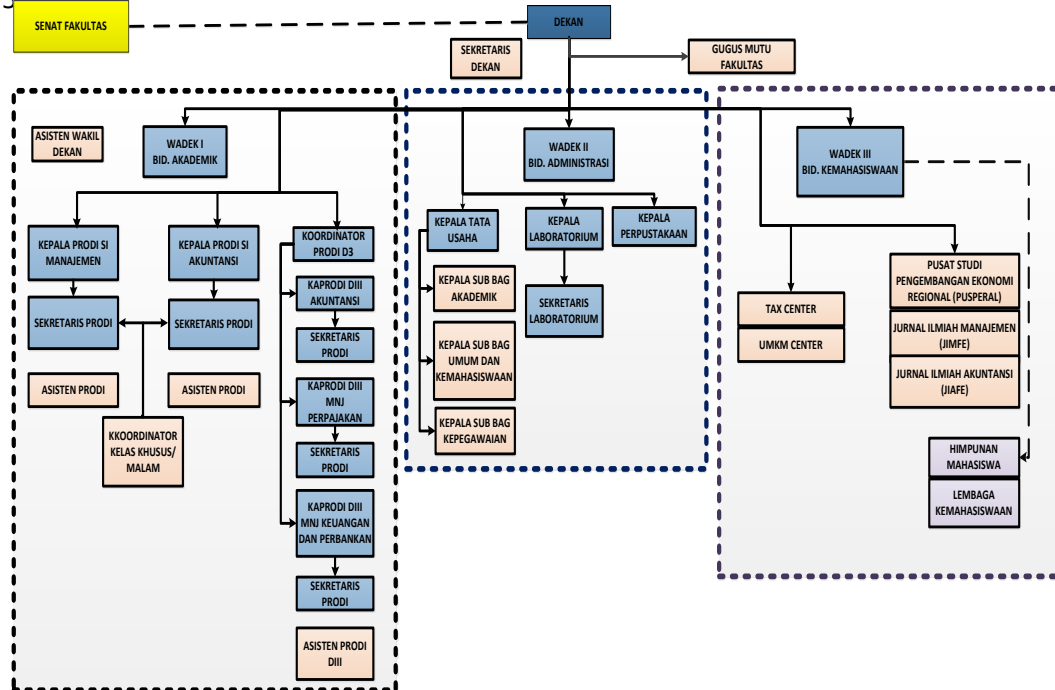 SENAT FAKULTAS
DEKAN
SEKRETARIS
DEKAN
GUGUS MUTU
FAKULTAS
ASISTEN WAKIL
DEKAN
WADEK I
BID. AKADEMIK
WADEK II
BID. ADMINISTRASI
WADEK III
BID. KEMAHASISWAAN
KEPALA PRODI SI
MANAJEMEN
KEPALA PRODI SI
AKUNTANSI
KOORDINATOR
PRODI D3
KEPALA TATA
USAHA
KEPALA
LABORATORIUM
KEPALA
PERPUSTAKAAN
SEKRETARIS PRODI
SEKRETARIS PRODI
KAPRODI DIII
AKUNTANSI
SEKRETARIS
PRODI
ASISTEN PRODI
ASISTEN PRODI
KAPRODI DIII
MNJ
PERPAJAKAN
KKOORDINATOR
KELAS KHUSUS/
MALAM
SEKRETARIS
PRODI
KAPRODI DIII
MNJ KEUANGAN
DAN PERBANKAN
SEKRETARIS
PRODI
ASISTEN PRODI
DIII
KEPALA SUB BAG
AKADEMIK
SEKRETARIS
LABORATORIUM
KEPALA SUB BAG
UMUM DAN
KEMAHASISWAAN
KEPALA SUB BAG
KEPEGAWAIAN
TAX CENTER
UMKM CENTER
PUSAT STUDI
PENGEMBANGAN EKONOMI
REGIONAL (PUSPERAL)
JURNAL ILMIAH MANAJEMEN
(JIMFE)
JURNAL ILMIAH AKUNTANSI
(JIAFE)
HIMPUNAN
MAHASISWA
LEMBAGA
KEMAHASISWAAN